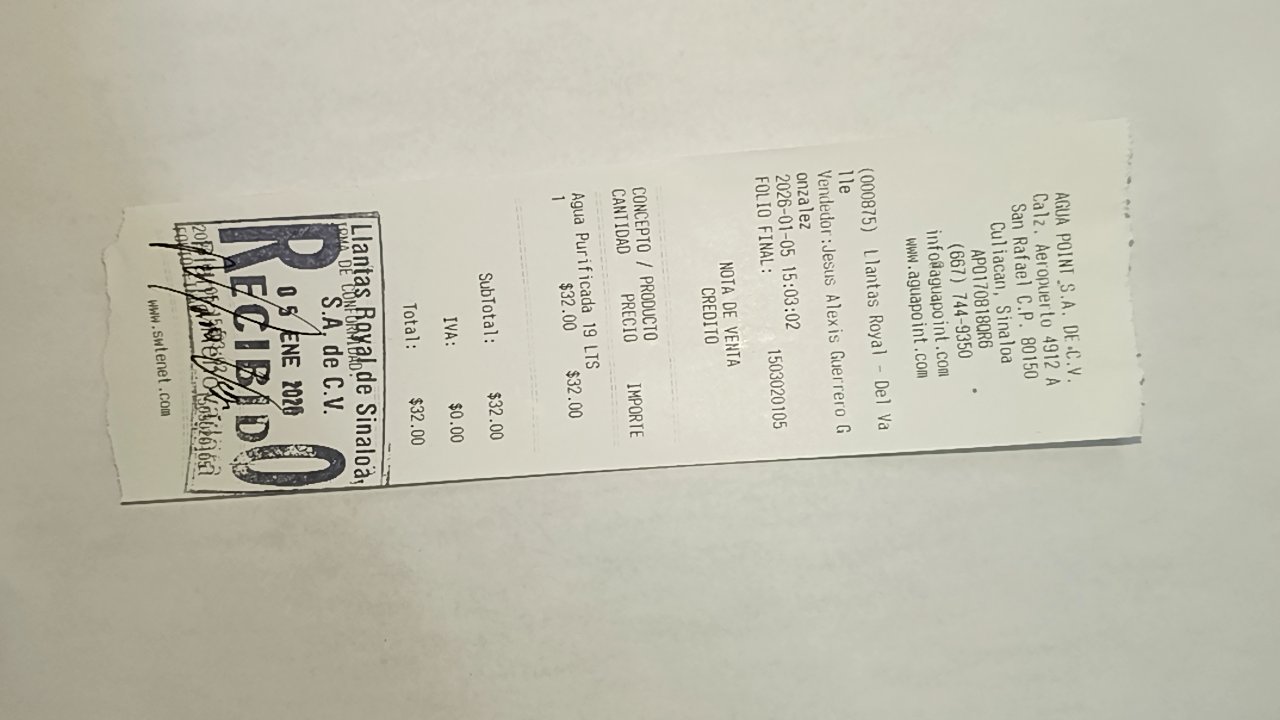 AGUA POINT S.A. DE C.V.
Calz. Aeropuerto 4912 A
San Rafael C.P. 80150
Culiacan, Sinaloa
APO170818QR6
(667) 744-9350
info@aguapoint.com
www.aguapoint.com
(000875) Llantas Royal - Del Va
lle
Vendedor:Jesus Alexis Guerrero G
onzalez
2026-01-05 15:03:02
FOLIO FINAL: 1503020105
NOTA DE VENTA
CREDITO
CONCEPTO / PRODUCTO
CANTIDAD PRECIO IMPORTE
Agua Purificada 19 LTS
1 $32.00 $32.00
SubTotal: $32.00
IVA: $0.00
Total: $32.00
Llantas Royal de Sinaloa,
FIRMA DE CONFORMIDAD:
S.A. de C.V.
05 ENE 2026
RECIBIDO
www.swtenet.com